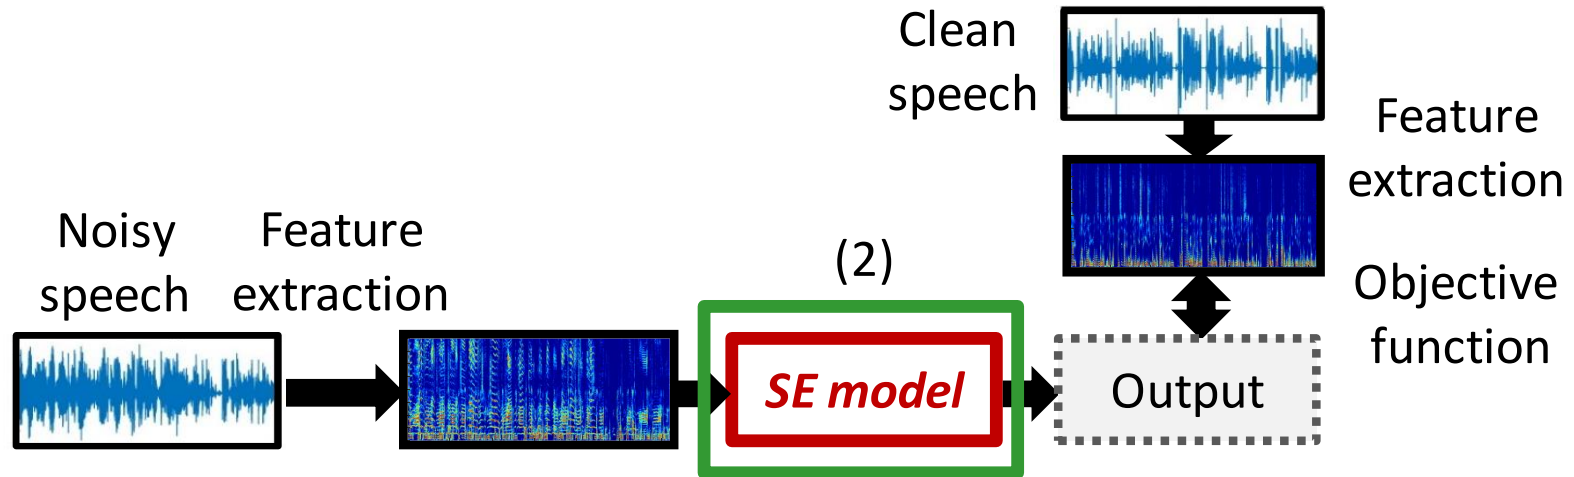 Clean
speech
Feature
extraction
Noisy
speech
Feature
extraction
(2)
Objective
function
SE model
Output